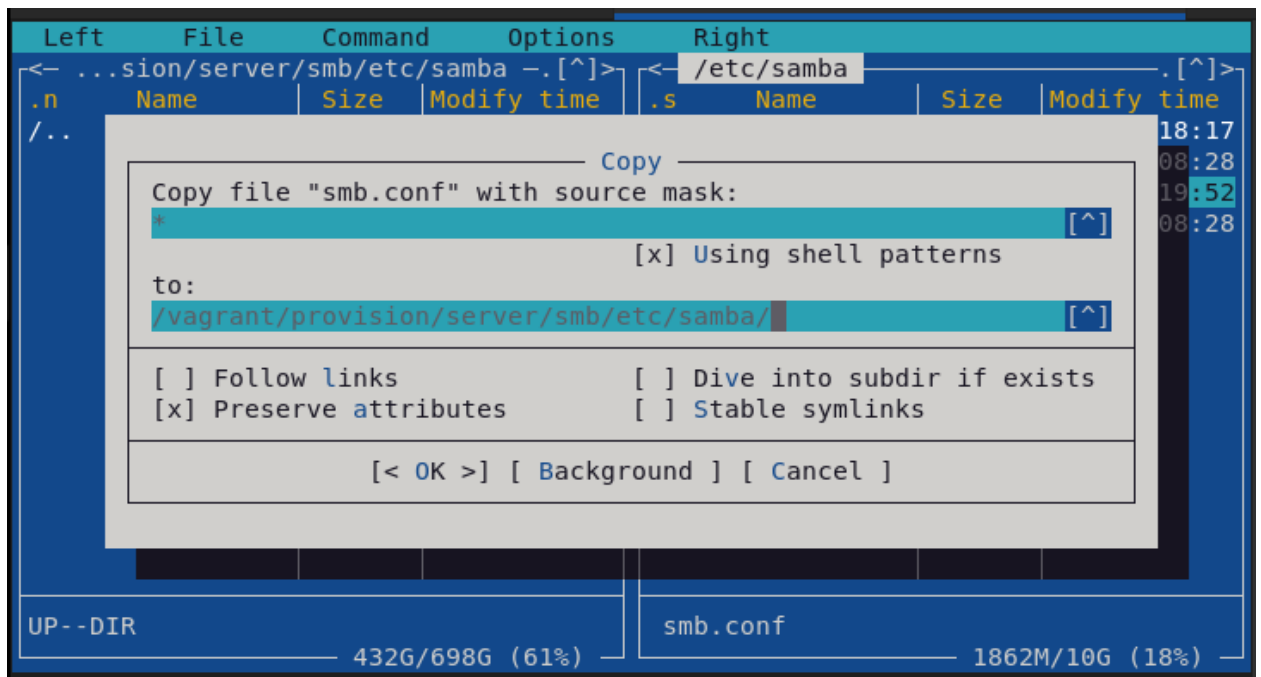 Left File Command Options Right
<─ ...sion/server/smb/etc/samba ─.[^]> <─ /etc/samba ─.[^]>
.n Name Size Modify time .s Name Size Modify time
/.. 18:17
08:28
19:52
08:28
Copy
Copy file "smb.conf" with source mask:
* [^]
[x] Using shell patterns
to:
/vagrant/provision/server/smb/etc/samba/ [^]
[ ] Follow links [ ] Dive into subdir if exists
[x] Preserve attributes [ ] Stable symlinks
[< OK >] [ Background ] [ Cancel ]
UP--DIR smb.conf
432G/698G (61%) 1862M/10G (18%)